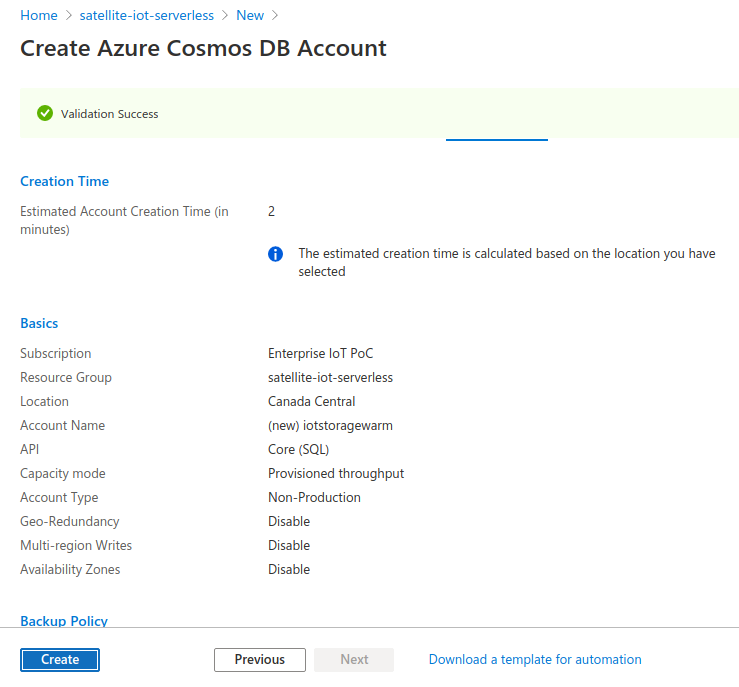 Home > satellite-iot-serverless > New >
Create Azure Cosmos DB Account
Validation Success
Creation Time
Estimated Account Creation Time (in minutes) 2
The estimated creation time is calculated based on the location you have
selected
Basics
Subscription Enterprise IoT PoC
Resource Group satellite-iot-serverless
Location Canada Central
Account Name (new) iotstoragewarm
API Core (SQL)
Capacity mode Provisioned throughput
Account Type Non-Production
Geo-Redundancy Disable
Multi-region Writes Disable
Availability Zones Disable
Backup Policy
Create Previous Next Download a template for automation